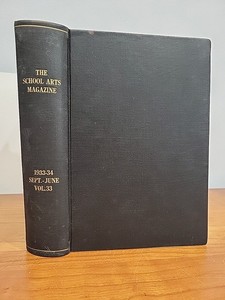 THE
SCHOOL ARTS
MAGAZINE
1933-34
SEPT.-JUNE
VOL.33